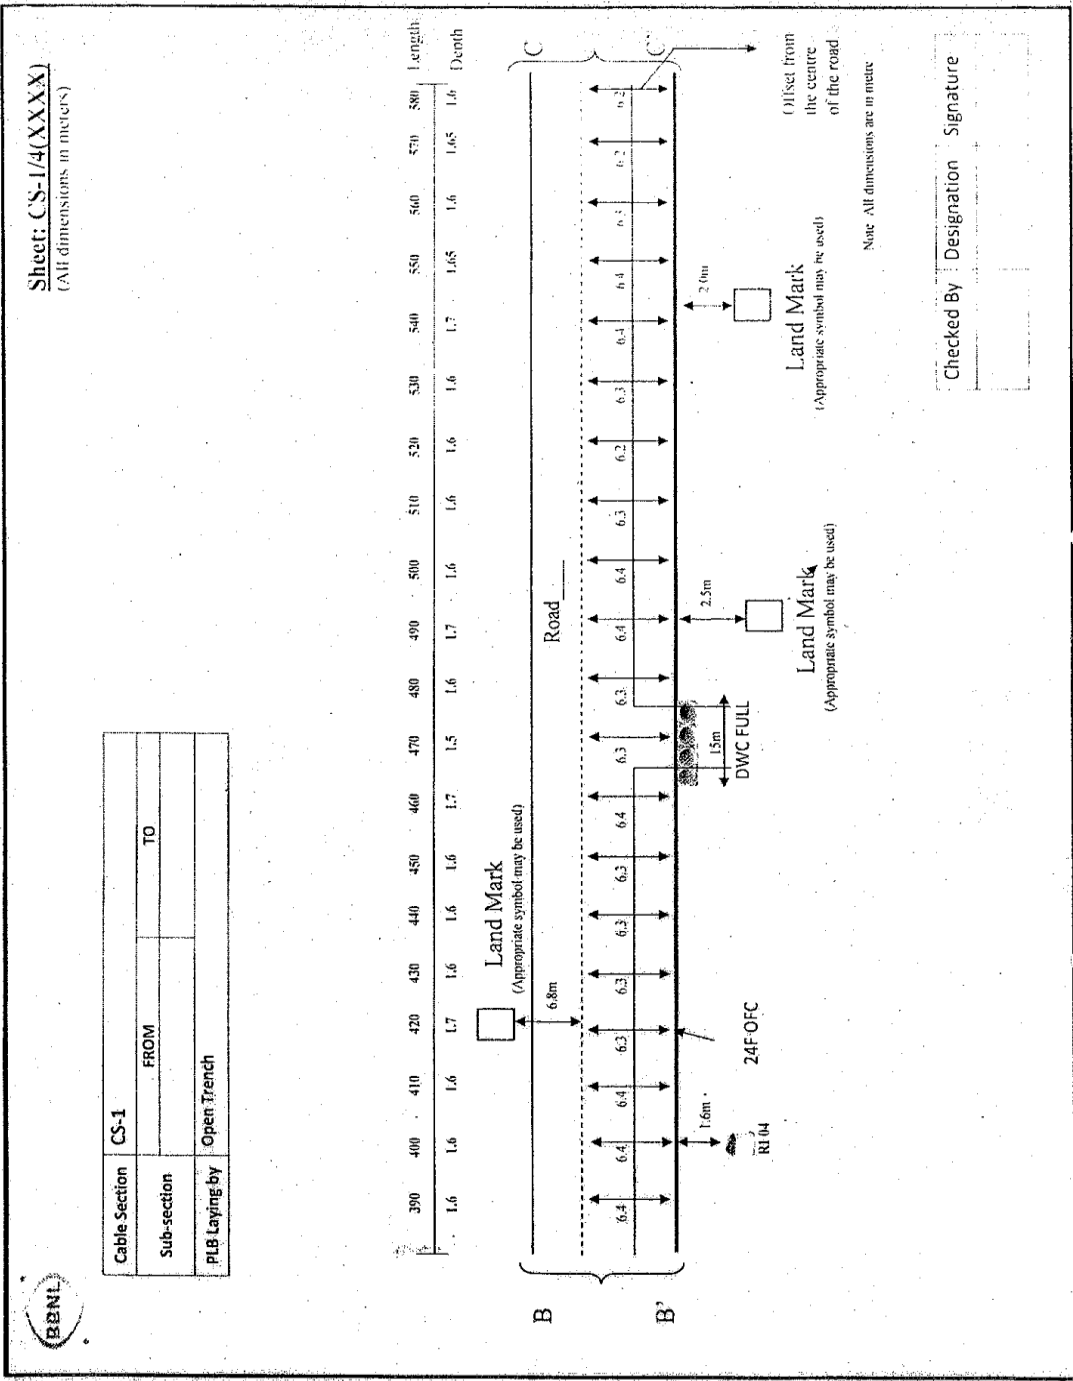 BBNL
Sheet: CS-1/4(XXXX)
(All dimensions in meters)
Cable Section CS-1
Sub-section FROM TO
PLB Laying by Open Trench
390 400 410 420 430 440 450 460 470 480 490 500 510 520 530 540 550 560 570 580 Length
1.6 1.6 1.6 1.7 1.6 1.6 1.6 1.7 1.5 1.6 1.7 1.6 1.6 1.6 1.6 1.7 1.65 1.6 1.65 1.6 Depth
Land Mark
(Appropriate symbol may be used)
6.8m
B C
Road
6.4 6.4 6.4 6.3 6.3 6.3 6.3 6.4 6.3 6.3 6.4 6.4 6.3 6.2 6.3 6.4 6.4 6.3 6.2 6.2
B' C'
1.6m
24F OFC
15m
DWC FULL
2.5m
Land Mark
(Appropriate symbol may be used)
2.0m
Land Mark
(Appropriate symbol may be used)
Offset from
the centre
of the road
Note All dimensions are in metre
Checked By Designation Signature